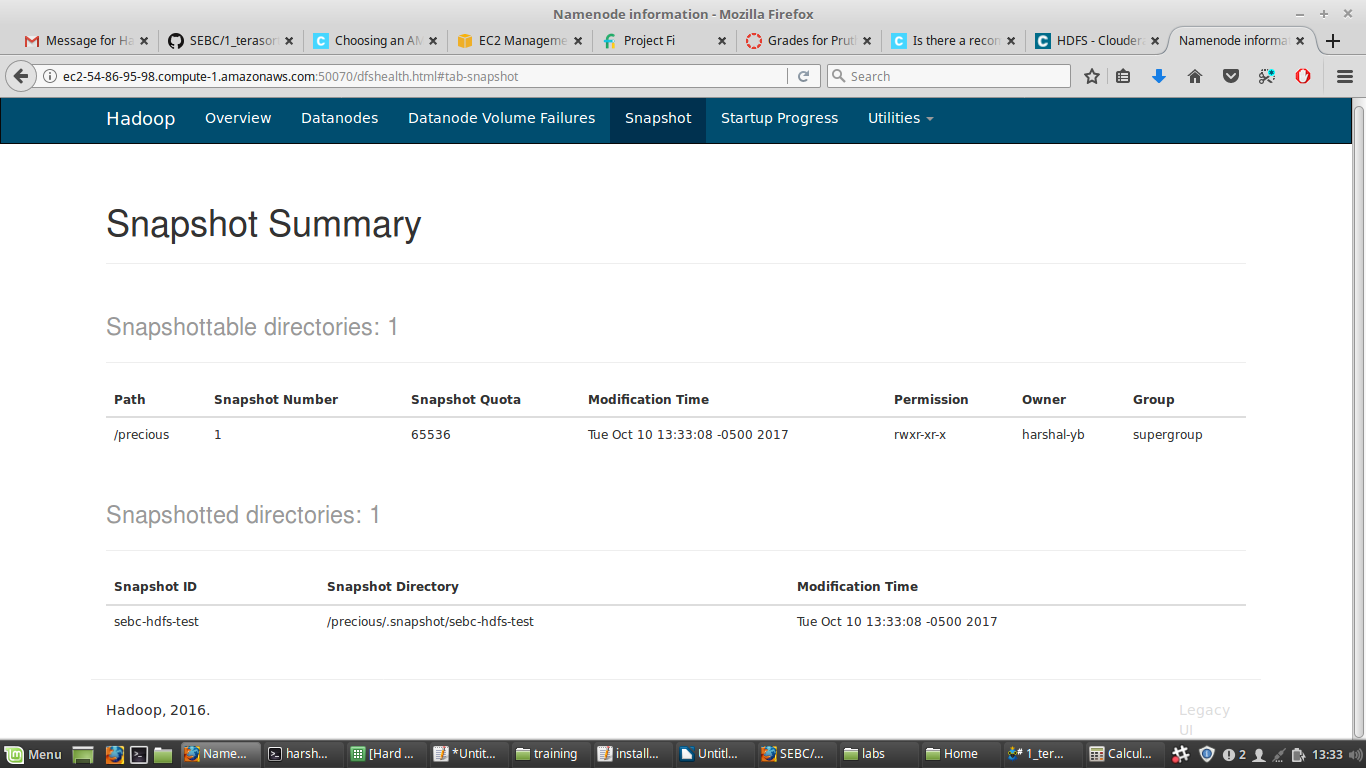 Namenode information - Mozilla Firefox
Message for Ha SEBC/1_terasor Choosing an AM EC2 Manageme Project Fi Grades for Prut Is there a recon HDFS - Clouder Namenode informa
ec2-54-86-95-98.compute-1.amazonaws.com:50070/dfshealth.html#tab-snapshot Search
Hadoop Overview Datanodes Datanode Volume Failures Snapshot Startup Progress Utilities
Snapshot Summary
Snapshottable directories: 1
Path Snapshot Number Snapshot Quota Modification Time Permission Owner Group
/precious 1 65536 Tue Oct 10 13:33:08 -0500 2017 rwxr-xr-x harshal-yb supergroup
Snapshotted directories: 1
Snapshot ID Snapshot Directory Modification Time
sebc-hdfs-test /precious/.snapshot/sebc-hdfs-test Tue Oct 10 13:33:08 -0500 2017
Hadoop, 2016. Legacy
UI
Menu Name... harsh... [Hard ... *Untit... training install... Untitl... SEBC/... labs Home 1_ter... Calcul... 2 13:33